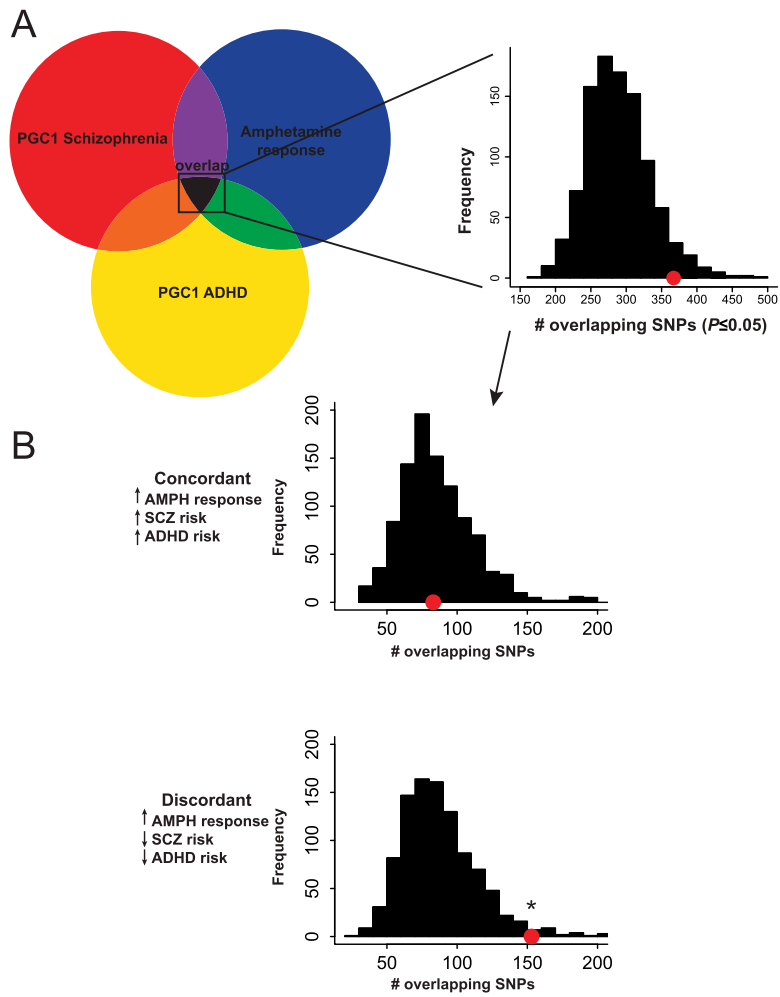 A
PGC1 Schizophrenia
Amphetamine
response
overlap
PGC1 ADHD
Frequency
0
50
100
150
150 200 250 300 350 400 450 500
# overlapping SNPs (P≤0.05)
B
Concordant
↑ AMPH response
↑ SCZ risk
↑ ADHD risk
Frequency
0
50
100
150
200
50 100 150 200
# overlapping SNPs
Discordant
↑ AMPH response
↓ SCZ risk
↓ ADHD risk
Frequency
0
50
100
150
200
*
50 100 150 200
# overlapping SNPs